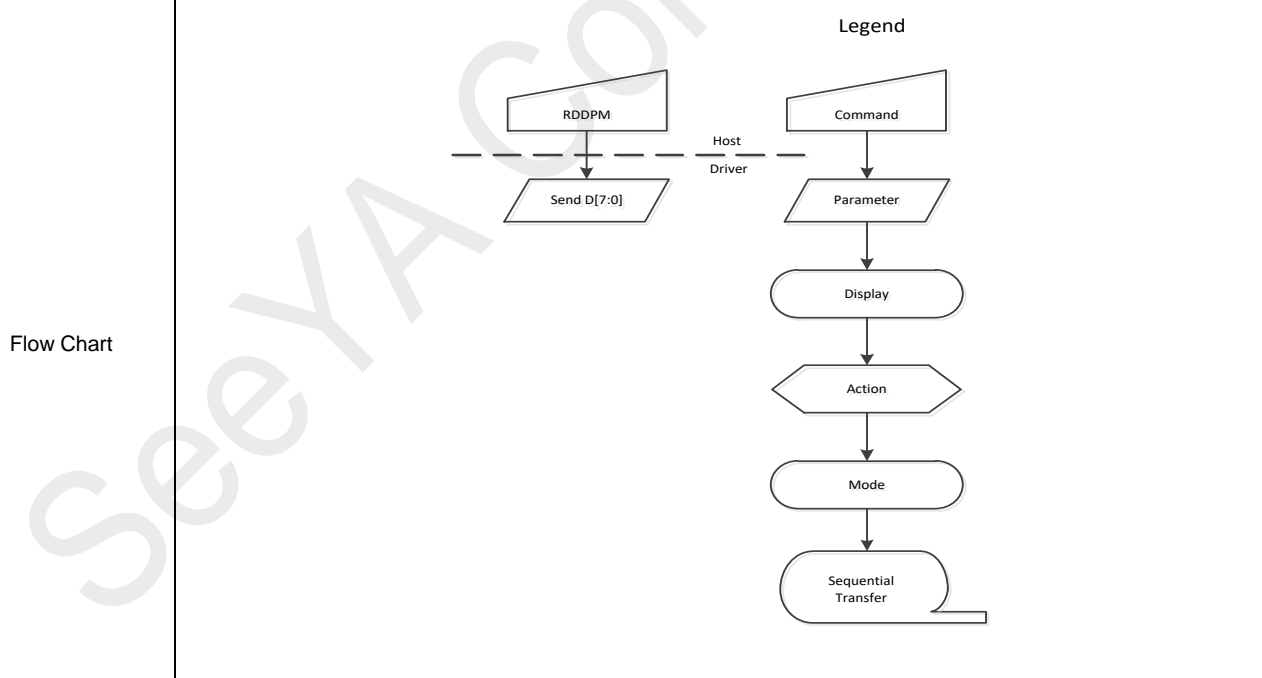 Legend
RDDPM
Command
Host
Driver
Send D[7:0]
Parameter
Display
Flow Chart
Action
Mode
Sequential
Transfer
SeeYA